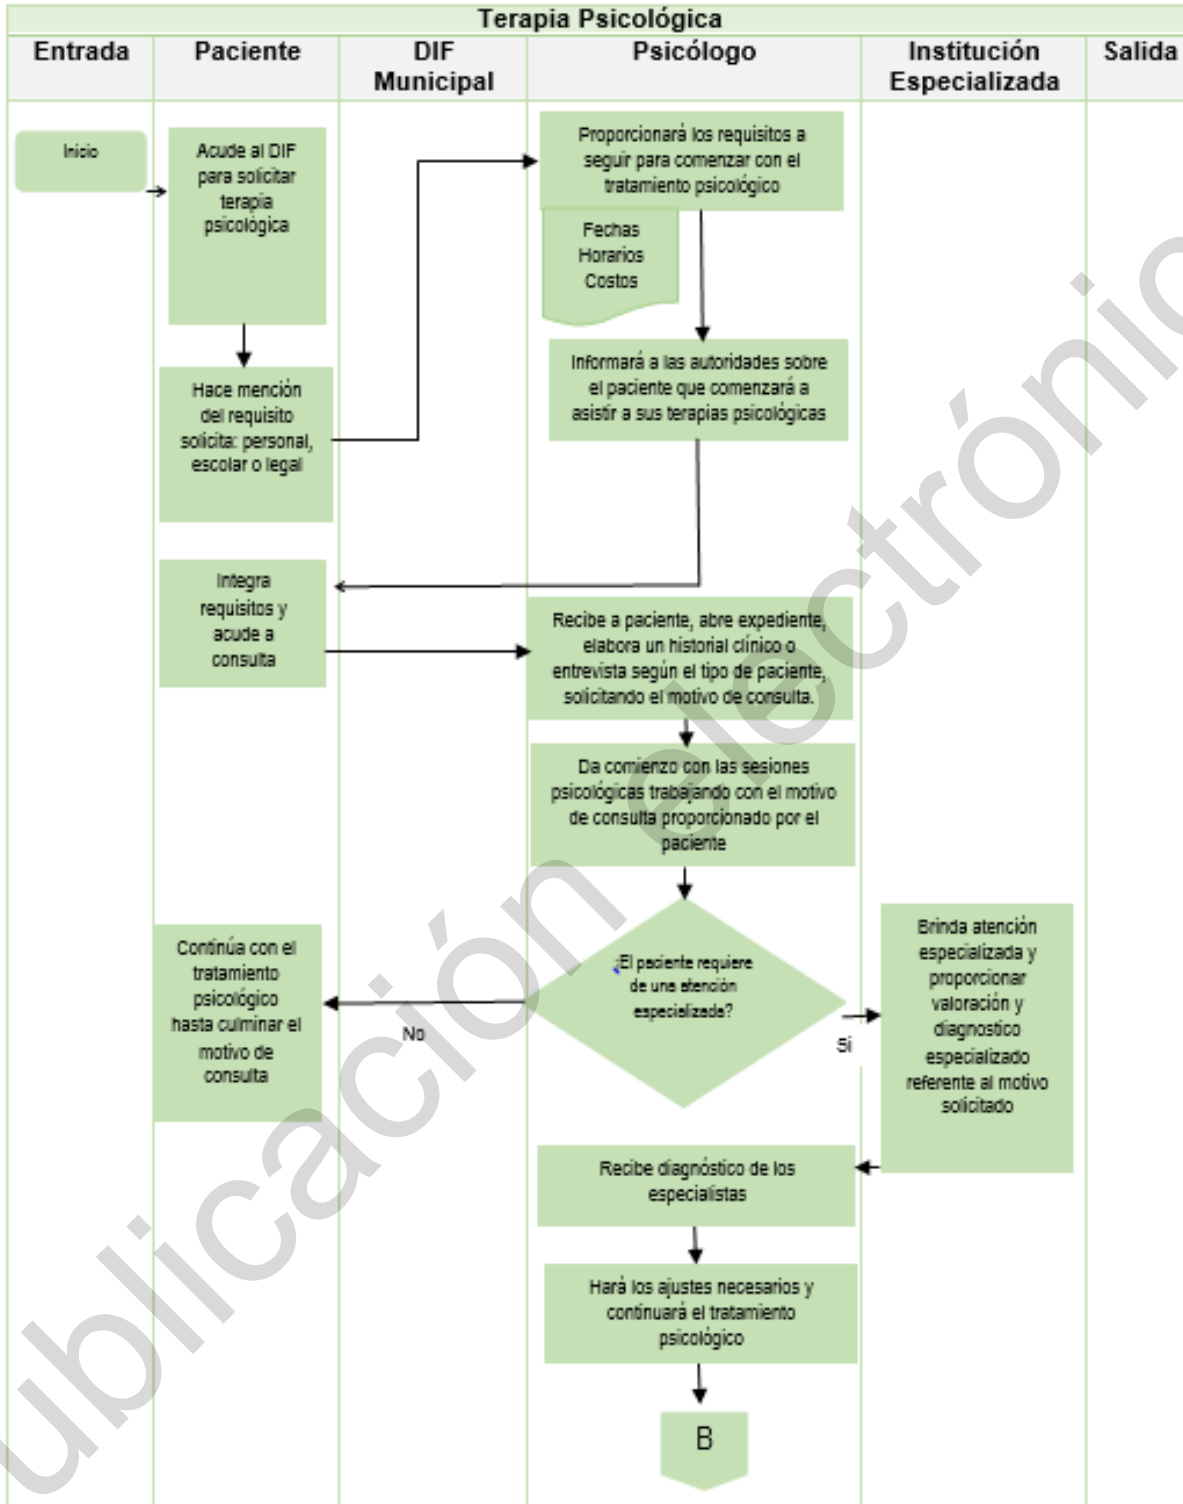 Terapia Psicológica
Entrada
Paciente
DIF
Municipal
Psicólogo
Institución
Especializada
Salida
Inicio
Acude al DIF
para solicitar
terapia
psicológica
Proporcionará los requisitos a
seguir para comenzar con el
tratamiento psicológico
Fechas
Horarios
Costos
Hace mención
del requisito
solicita: personal,
escolar o legal
Informará a las autoridades sobre
el paciente que comenzará a
asistir a sus terapias psicológicas
Integra
requisitos y
acude a
consulta
Recibe a paciente, abre expediente,
elabora un historial clínico o
entrevista según el tipo de paciente,
solicitando el motivo de consulta.
Da comienzo con las sesiones
psicológicas trabajando con el motivo
de consulta proporcionado por el
paciente
¿El paciente requiere
de una atención
especializada?
No
Si
Continúa con el
tratamiento
psicológico
hasta culminar el
motivo de
consulta
Brinda atención
especializada y
proporcionar
valoración y
diagnostico
especializado
referente al motivo
solicitado
Recibe diagnóstico de los
especialistas
Hará los ajustes necesarios y
continuará el tratamiento
psicológico
B
ublicación electrónic